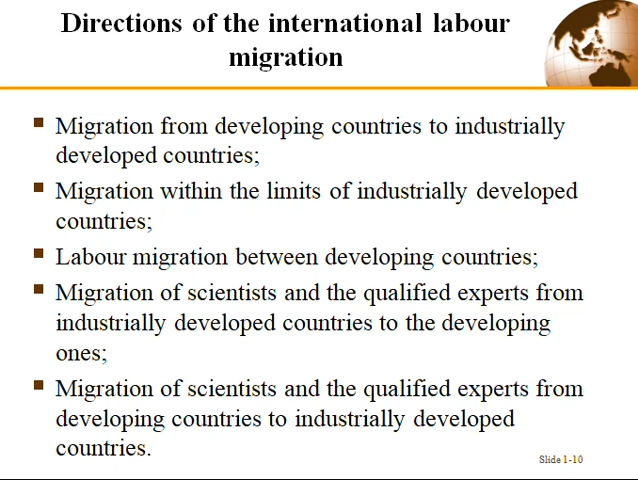 Directions of the international labour
migration
Migration from developing countries to industrially
developed countries;
Migration within the limits of industrially developed
countries;
Labour migration between developing countries;
Migration of scientists and the qualified experts from
industrially developed countries to the developing
ones;
Migration of scientists and the qualified experts from
developing countries to industrially developed
countries.
Slide 1-10